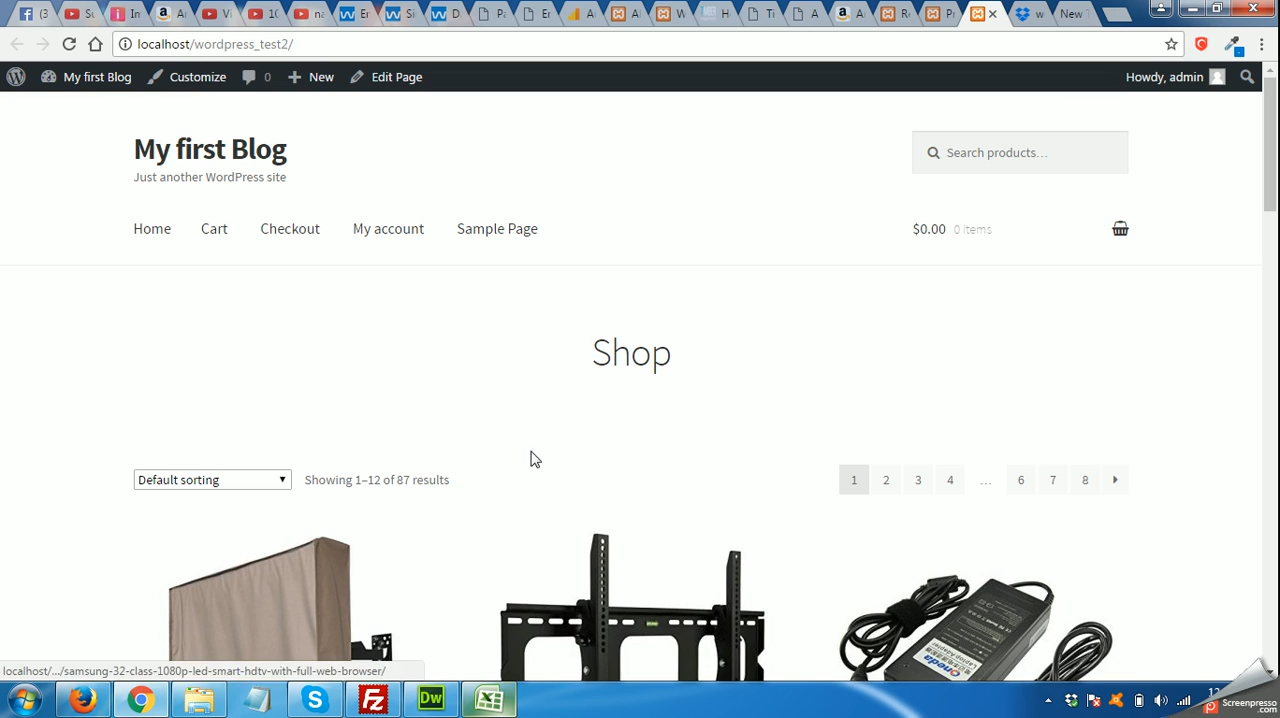 localhost/wordpress_test2/
My first Blog Customize 0 New Edit Page Howdy, admin
My first Blog
Just another WordPress site
Search products...
Home Cart Checkout My account Sample Page $0.00 0 items
Shop
Default sorting Showing 1–12 of 87 results 1 2 3 4 ... 6 7 8
localhost/.../samsung-32-class-1080p-led-smart-hdtv-with-full-web-browser/
Dw
Screenpresso
.com